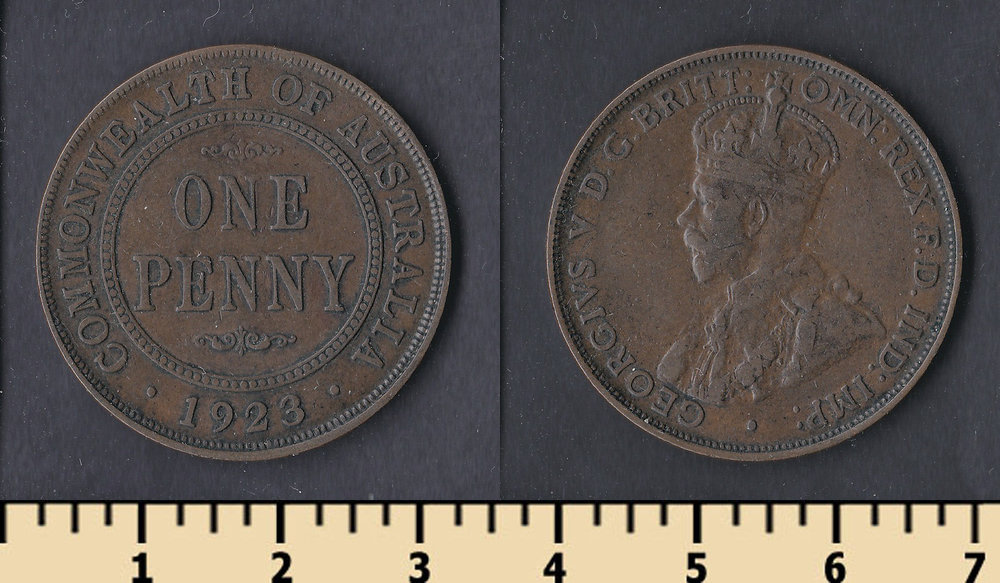 COMMONWEALTH OF AUSTRALIA
ONE
PENNY
· 1923 ·
GEORGIVS V D.G. BRITT: OMN: REX F.D. IND: IMP:
1 2 3 4 5 6 7